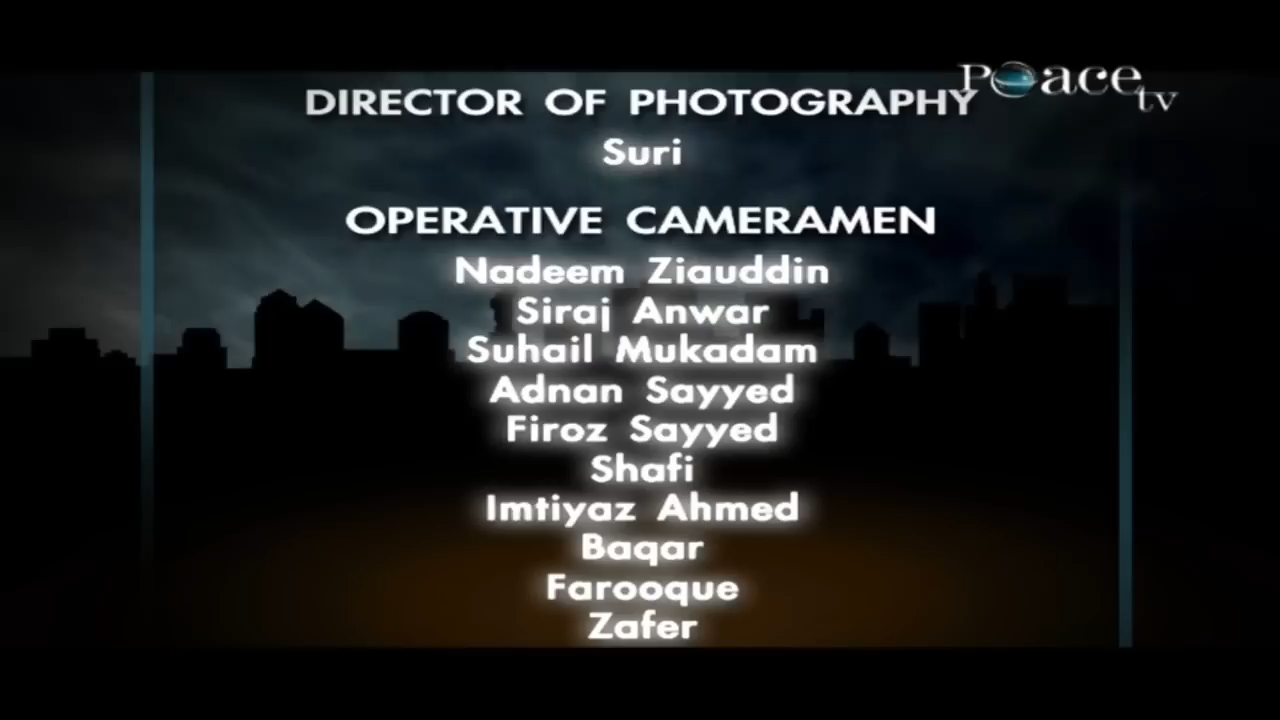 Peace tv
DIRECTOR OF PHOTOGRAPHY
Suri
OPERATIVE CAMERAMEN
Nadeem Ziauddin
Siraj Anwar
Suhail Mukadam
Adnan Sayyed
Firoz Sayyed
Shafi
Imtiyaz Ahmed
Baqar
Farooque
Zafer